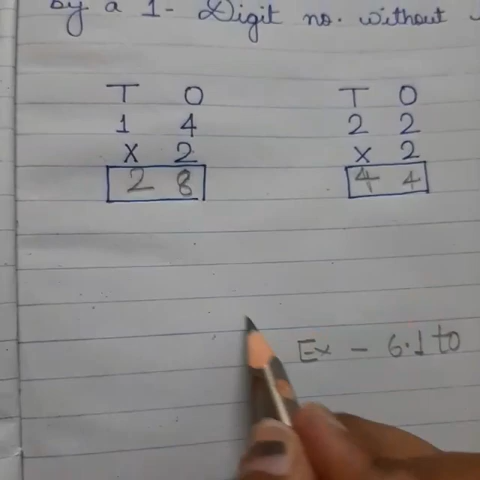 by a 1- Digit no. without
T O T O
1 4 2 2
x 2 x 2
2 8 4 4
Ex - 6.1 to